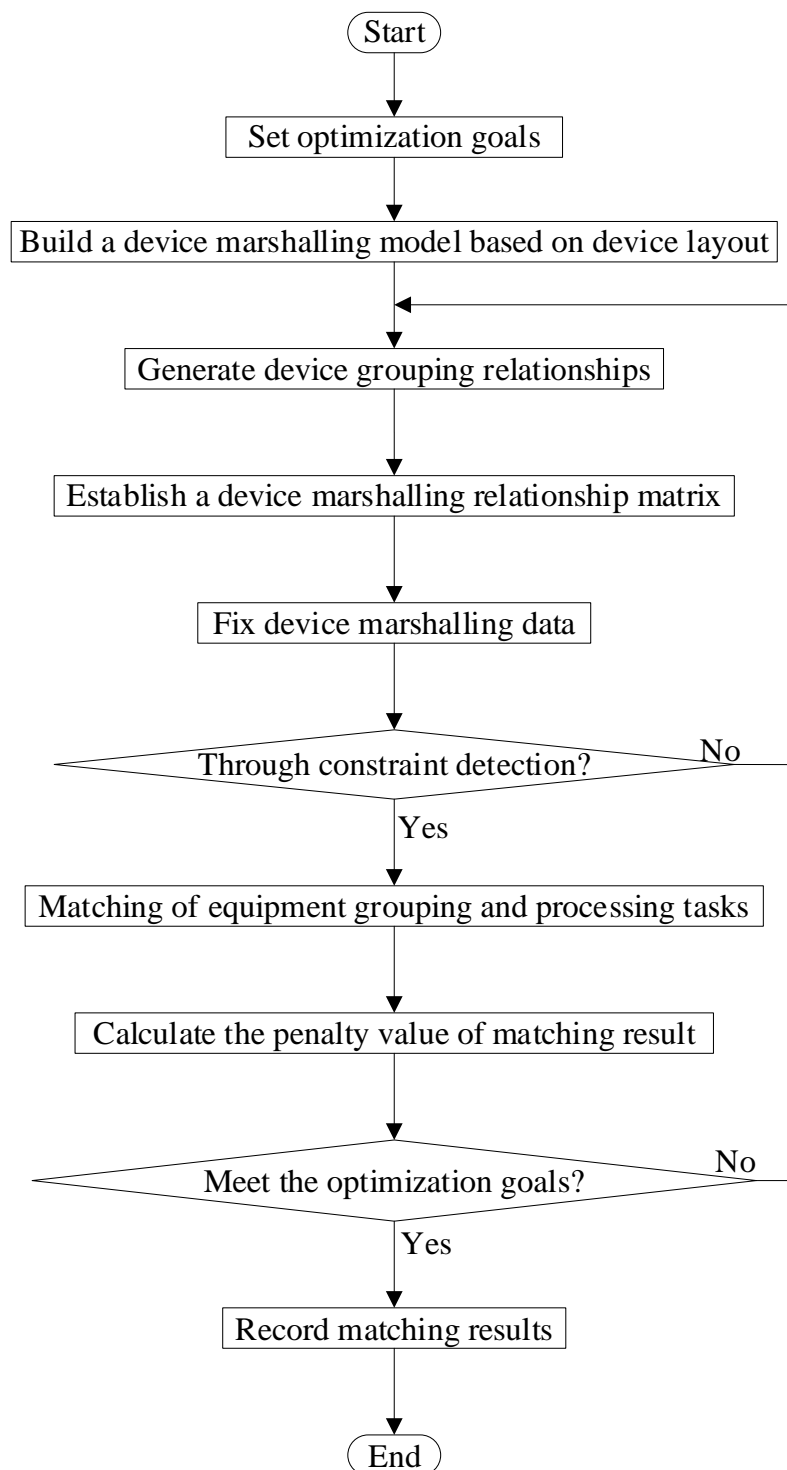 Start
Set optimization goals
Build a device marshalling model based on device layout
Generate device grouping relationships
Establish a device marshalling relationship matrix
Fix device marshalling data
Through constraint detection?
No
Yes
Matching of equipment grouping and processing tasks
Calculate the penalty value of matching result
Meet the optimization goals?
No
Yes
Record matching results
End